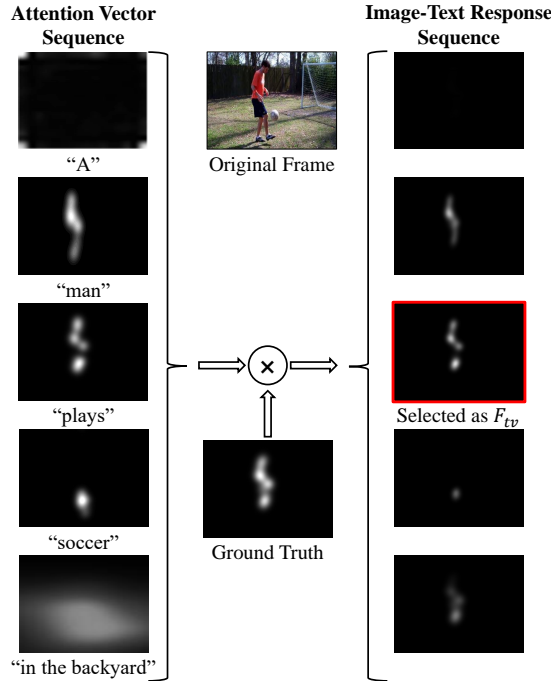 Attention Vector
Sequence
“A”
“man”
“plays”
“soccer”
“in the backyard”
Original Frame
×
Ground Truth
Image-Text Response
Sequence
Selected as F_tv